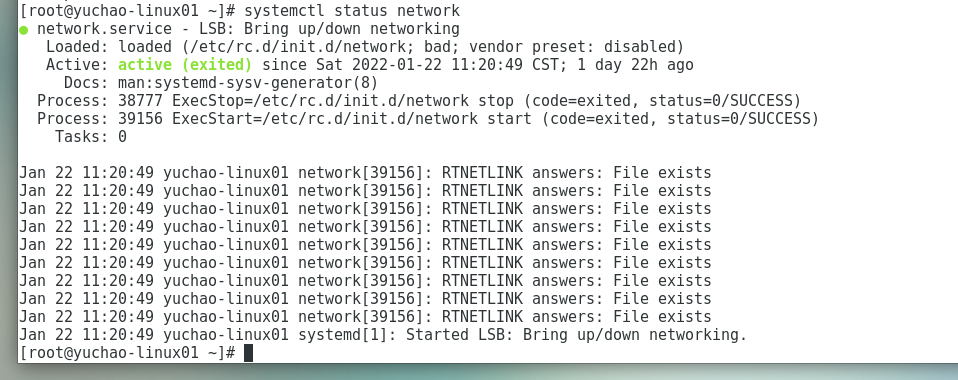 [root@yuchao-linux01 ~]# systemctl status network
● network.service - LSB: Bring up/down networking
   Loaded: loaded (/etc/rc.d/init.d/network; bad; vendor preset: disabled)
   Active: active (exited) since Sat 2022-01-22 11:20:49 CST; 1 day 22h ago
     Docs: man:systemd-sysv-generator(8)
  Process: 38777 ExecStop=/etc/rc.d/init.d/network stop (code=exited, status=0/SUCCESS)
  Process: 39156 ExecStart=/etc/rc.d/init.d/network start (code=exited, status=0/SUCCESS)
    Tasks: 0

Jan 22 11:20:49 yuchao-linux01 network[39156]: RTNETLINK answers: File exists
Jan 22 11:20:49 yuchao-linux01 network[39156]: RTNETLINK answers: File exists
Jan 22 11:20:49 yuchao-linux01 network[39156]: RTNETLINK answers: File exists
Jan 22 11:20:49 yuchao-linux01 network[39156]: RTNETLINK answers: File exists
Jan 22 11:20:49 yuchao-linux01 network[39156]: RTNETLINK answers: File exists
Jan 22 11:20:49 yuchao-linux01 network[39156]: RTNETLINK answers: File exists
Jan 22 11:20:49 yuchao-linux01 network[39156]: RTNETLINK answers: File exists
Jan 22 11:20:49 yuchao-linux01 network[39156]: RTNETLINK answers: File exists
Jan 22 11:20:49 yuchao-linux01 network[39156]: RTNETLINK answers: File exists
Jan 22 11:20:49 yuchao-linux01 systemd[1]: Started LSB: Bring up/down networking.
[root@yuchao-linux01 ~]#